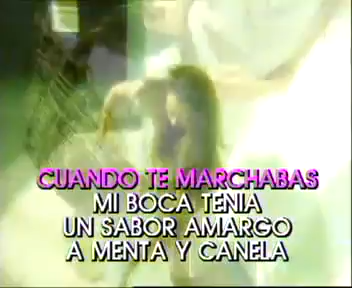 CUANDO TE MARCHABAS
MI BOCA TENIA
UN SABOR AMARGO
A MENTA Y CANELA